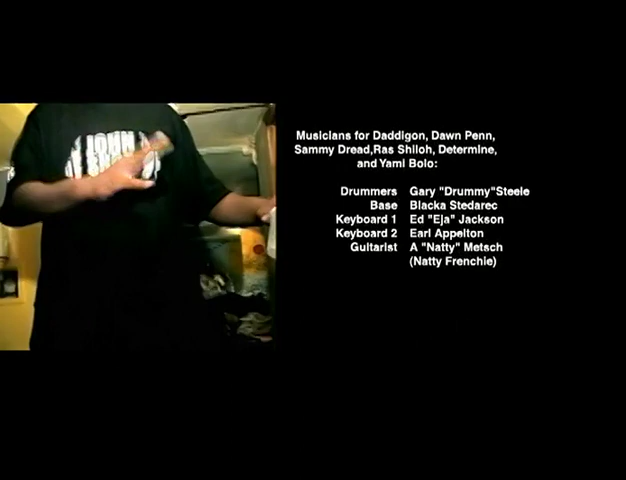 JOHN
Musicians for Daddigon, Dawn Penn,
Sammy Dread,Ras Shiloh, Determine,
and Yami Bolo:
Drummers Gary "Drummy"Steele
Base Blacka Stedarec
Keyboard 1 Ed "Eja" Jackson
Keyboard 2 Earl Appelton
Guitarist A "Natty" Metsch
(Natty Frenchie)